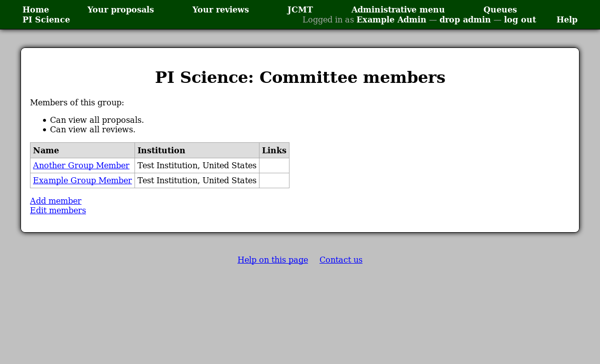 Home Your proposals Your reviews JCMT Administrative menu Queues
PI Science Logged in as Example Admin — drop admin — log out Help
PI Science: Committee members
Members of this group:
• Can view all proposals.
• Can view all reviews.
Name Institution Links
Another Group Member Test Institution, United States
Example Group Member Test Institution, United States
Add member
Edit members
Help on this page Contact us